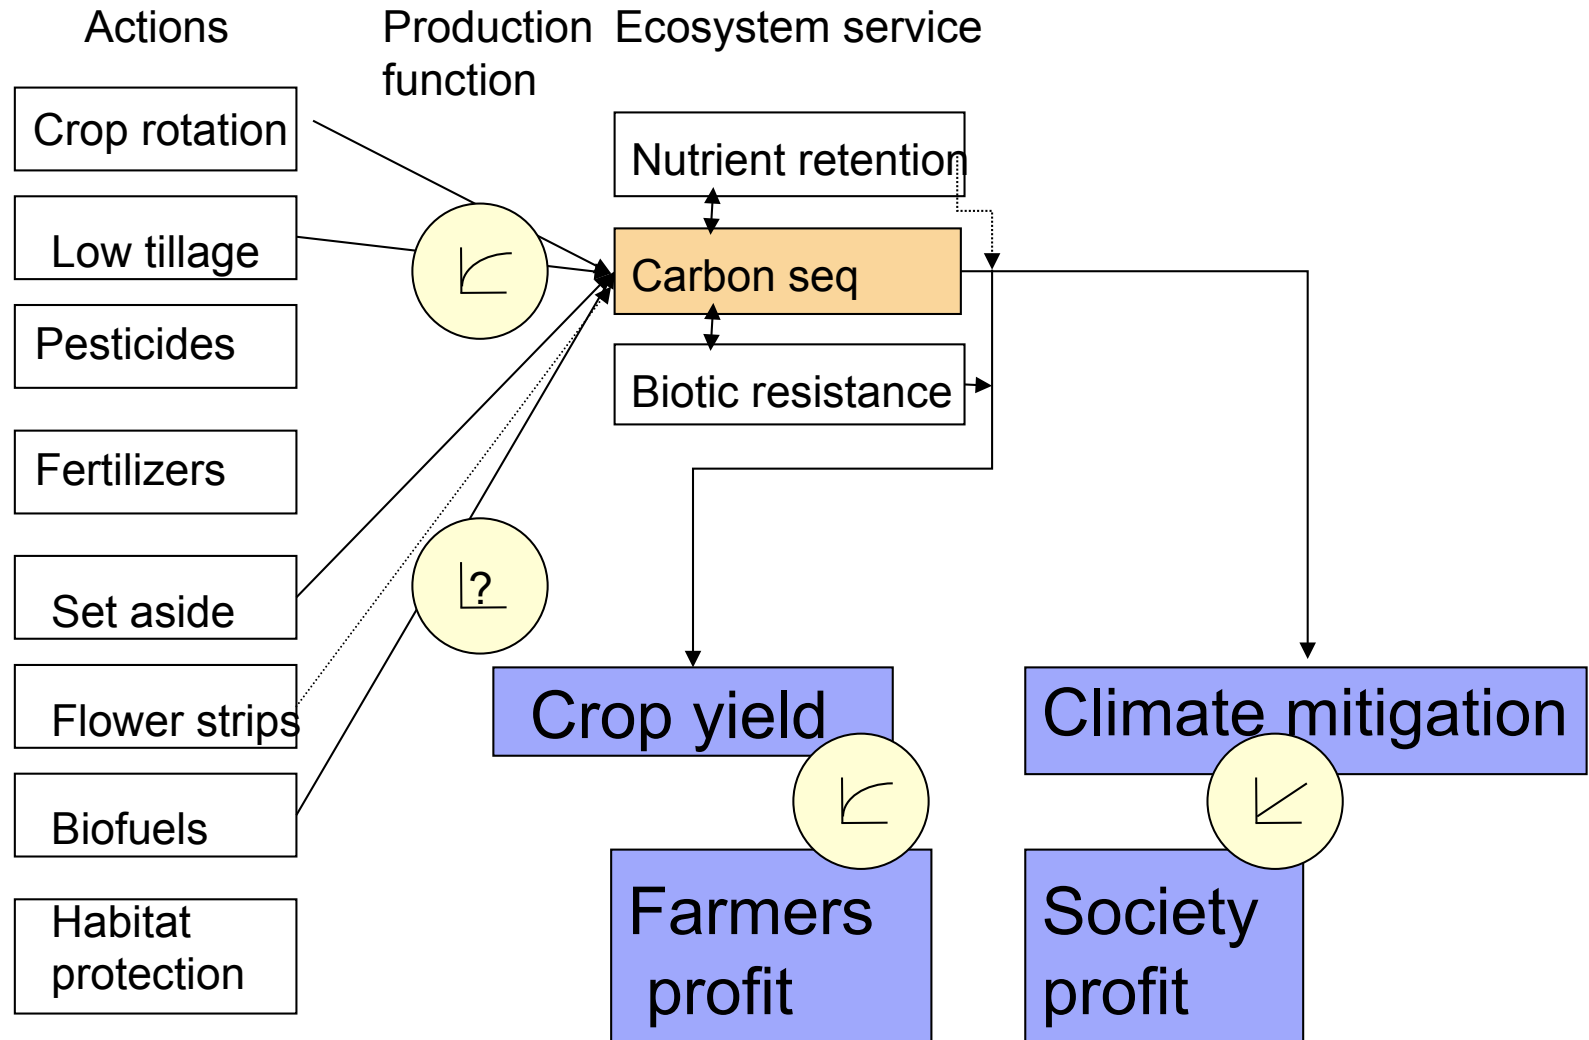 Actions
Production
function
Ecosystem service
Crop rotation
Low tillage
Pesticides
Fertilizers
Set aside
Flower strips
Biofuels
Habitat
protection
Nutrient retention
Carbon seq
Biotic resistance
?
Crop yield
Climate mitigation
Farmers
profit
Society
profit